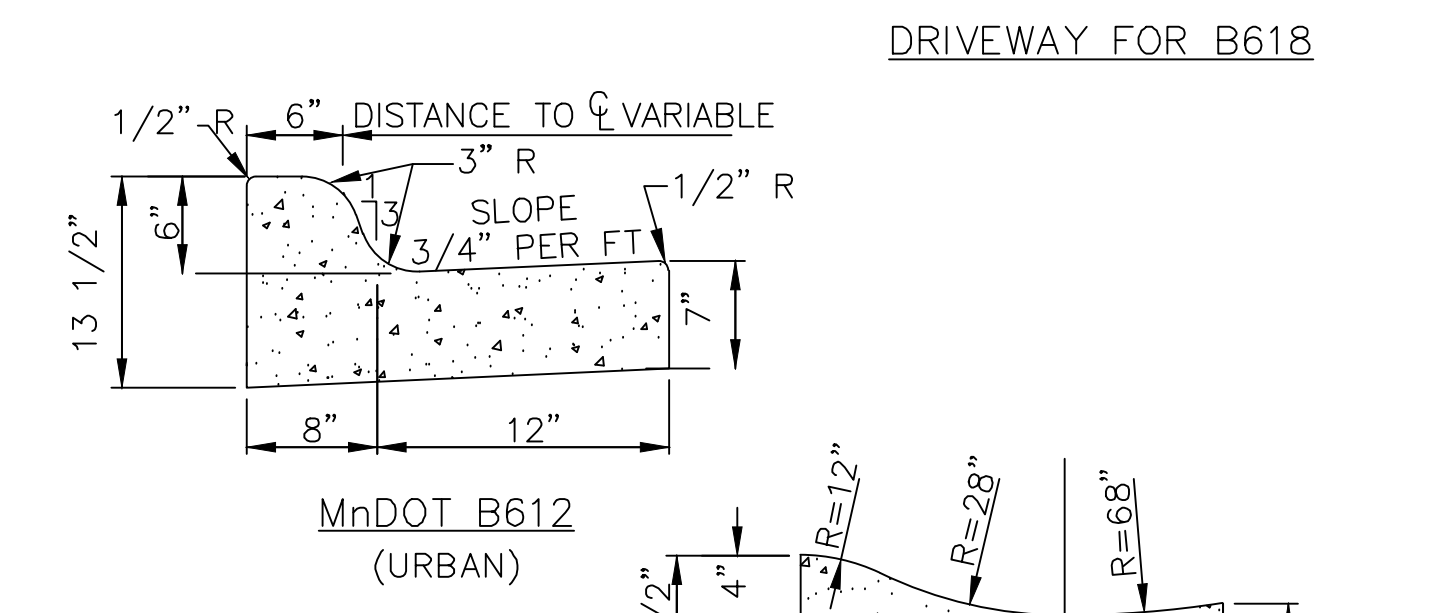 DRIVEWAY FOR B618
1/2" R
6"
DISTANCE TO ℄ VARIABLE
3" R
1
3
1/2" R
SLOPE
3/4" PER FT
6"
13 1/2"
7"
8"
12"
MnDOT B612
(URBAN)
R=12"
R=28"
R=68"
4"